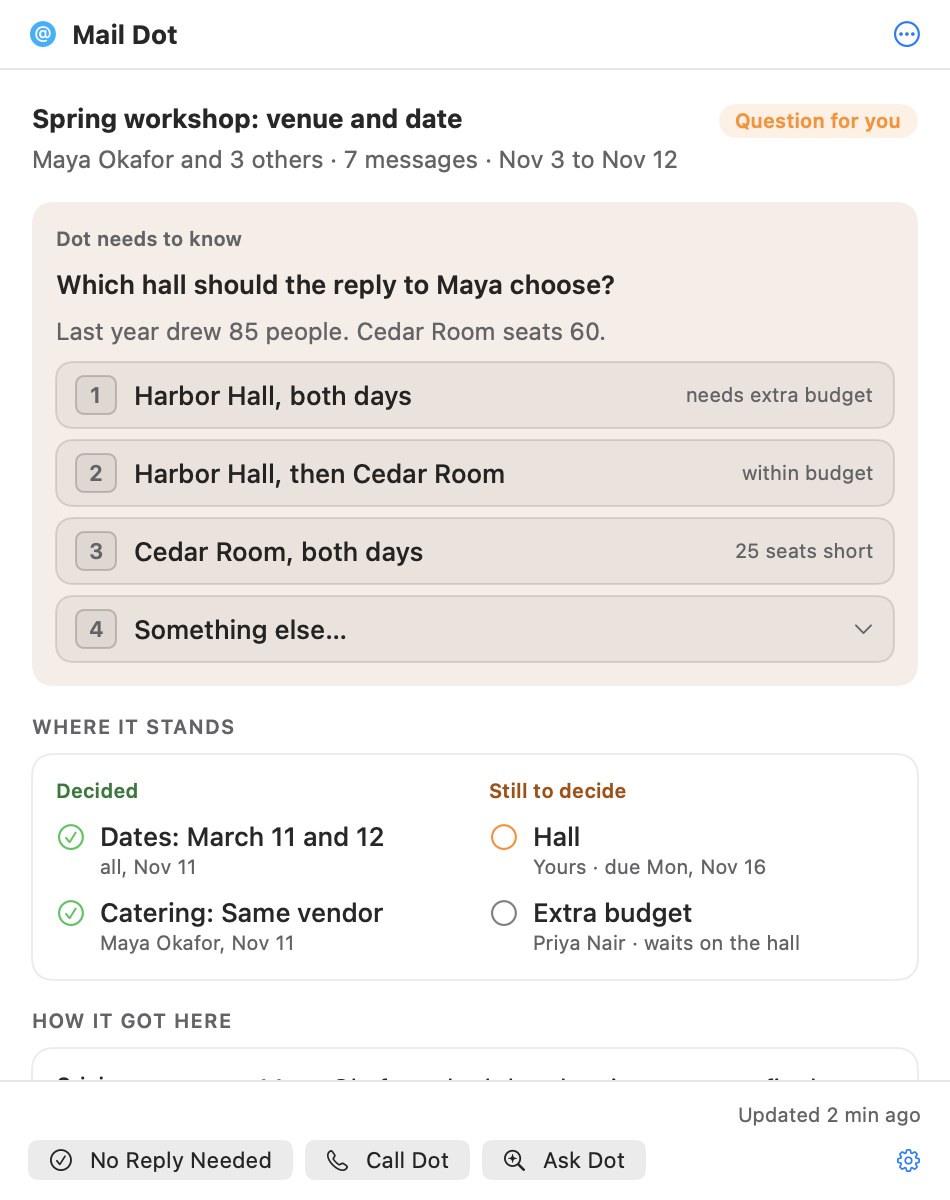 @ Mail Dot
Spring workshop: venue and date
Question for you
Maya Okafor and 3 others · 7 messages · Nov 3 to Nov 12
Dot needs to know
Which hall should the reply to Maya choose?
Last year drew 85 people. Cedar Room seats 60.
1 Harbor Hall, both days needs extra budget
2 Harbor Hall, then Cedar Room within budget
3 Cedar Room, both days 25 seats short
4 Something else...
WHERE IT STANDS
Decided
Dates: March 11 and 12
all, Nov 11
Catering: Same vendor
Maya Okafor, Nov 11
Still to decide
Hall
Yours · due Mon, Nov 16
Extra budget
Priya Nair · waits on the hall
HOW IT GOT HERE
Updated 2 min ago
No Reply Needed
Call Dot
Ask Dot